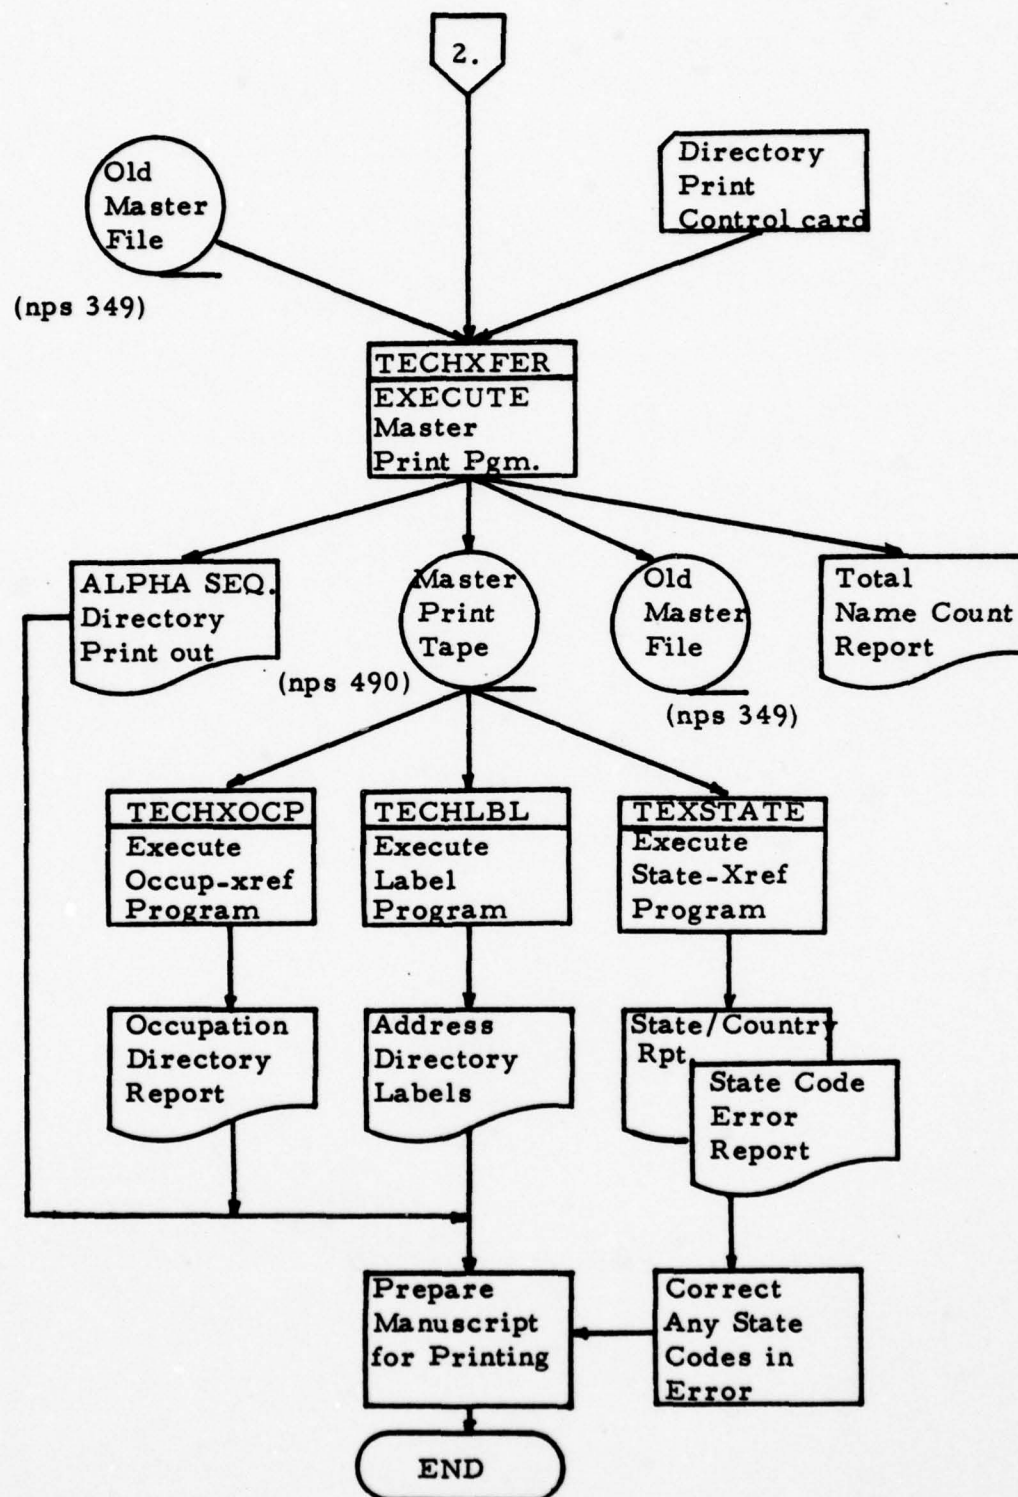 2.
Old
Master
File
(nps 349)
Directory
Print
Control card
TECHXFER
EXECUTE
Master
Print Pgm.
ALPHA SEQ.
Directory
Print out
Master
Print
Tape
(nps 490)
Old
Master
File
(nps 349)
Total
Name Count
Report
TECHXOCP
Execute
Occup-xref
Program
TECHLBL
Execute
Label
Program
TEXSTATE
Execute
State-Xref
Program
Occupation
Directory
Report
Address
Directory
Labels
State/Country
Rpt
State Code
Error
Report
Prepare
Manuscript
for Printing
Correct
Any State
Codes in
Error
END